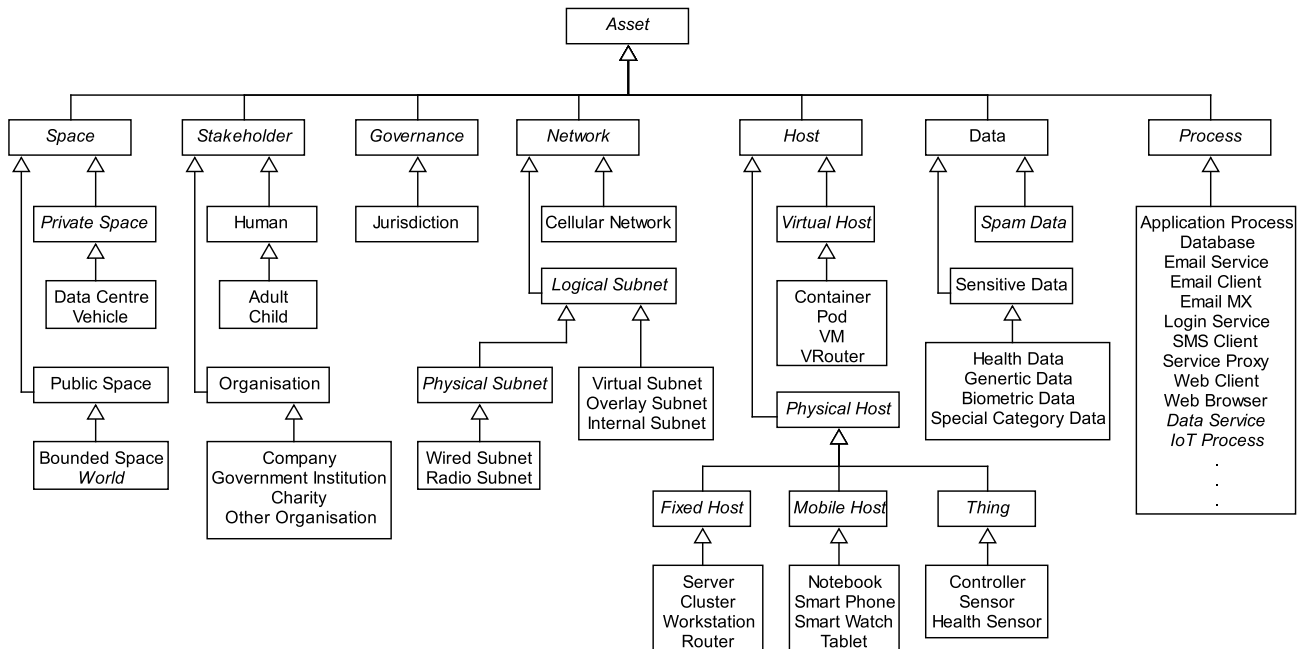 Asset
Space
Stakeholder
Governance
Network
Host
Data
Process
Private Space
Human
Jurisdiction
Cellular Network
Virtual Host
Spam Data
Application Process
Database
Email Service
Email Client
Email MX
Login Service
SMS Client
Service Proxy
Web Client
Web Browser
Data Service
IoT Process
.
.
.
Data Centre
Vehicle
Adult
Child
Logical Subnet
Container
Pod
VM
VRouter
Sensitive Data
Public Space
Organisation
Physical Subnet
Virtual Subnet
Overlay Subnet
Internal Subnet
Physical Host
Health Data
Genertic Data
Biometric Data
Special Category Data
Bounded Space
World
Company
Government Institution
Charity
Other Organisation
Wired Subnet
Radio Subnet
Fixed Host
Mobile Host
Thing
Server
Cluster
Workstation
Router
Notebook
Smart Phone
Smart Watch
Tablet
Controller
Sensor
Health Sensor